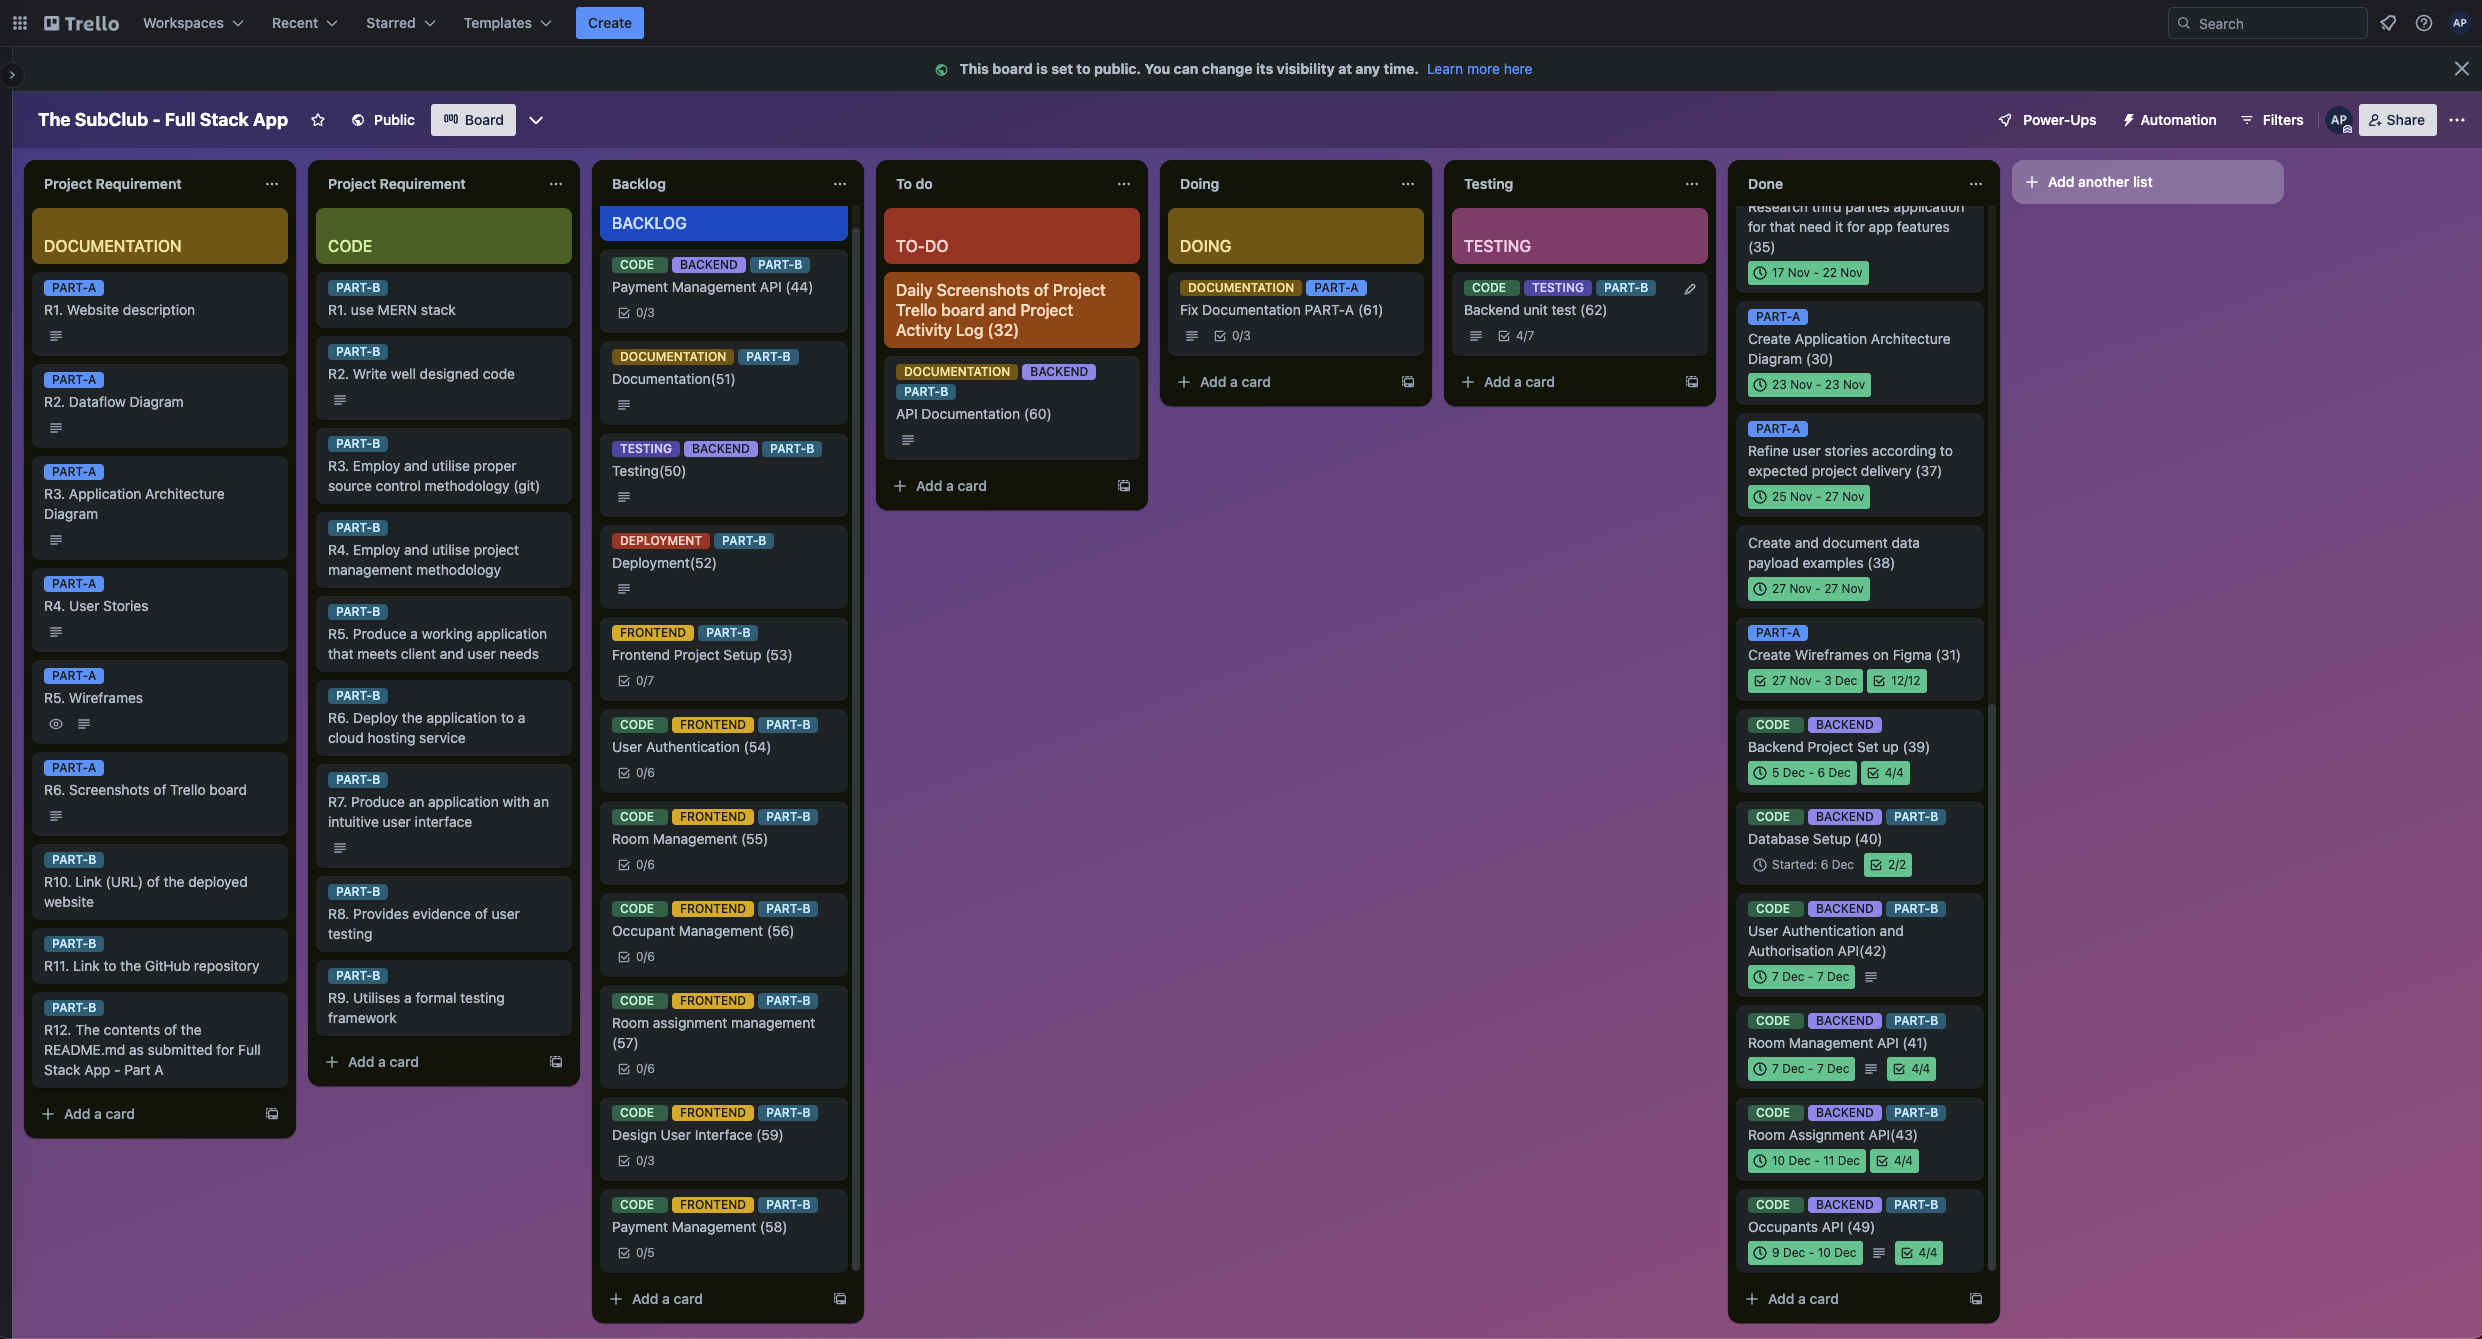 Trello
Workspaces
Recent
Starred
Templates
Create
Search
AP
This board is set to public. You can change its visibility at any time. Learn more here
The SubClub - Full Stack App
Public
Board
Power-Ups
Automation
Filters
AP
Share
Project Requirement
DOCUMENTATION
PART-A
R1. Website description
PART-A
R2. Dataflow Diagram
PART-A
R3. Application Architecture
Diagram
PART-A
R4. User Stories
PART-A
R5. Wireframes
PART-A
R6. Screenshots of Trello board
PART-B
R10. Link (URL) of the deployed
website
PART-B
R11. Link to the GitHub repository
PART-B
R12. The contents of the
README.md as submitted for Full
Stack App - Part A
+ Add a card
Project Requirement
CODE
PART-B
R1. use MERN stack
PART-B
R2. Write well designed code
PART-B
R3. Employ and utilise proper
source control methodology (git)
PART-B
R4. Employ and utilise project
management methodology
PART-B
R5. Produce a working application
that meets client and user needs
PART-B
R6. Deploy the application to a
cloud hosting service
PART-B
R7. Produce an application with an
intuitive user interface
PART-B
R8. Provides evidence of user
testing
PART-B
R9. Utilises a formal testing
framework
+ Add a card
Backlog
BACKLOG
CODE BACKEND PART-B
Payment Management API (44)
0/3
DOCUMENTATION PART-B
Documentation(51)
TESTING BACKEND PART-B
Testing(50)
DEPLOYMENT PART-B
Deployment(52)
FRONTEND PART-B
Frontend Project Setup (53)
0/7
CODE FRONTEND PART-B
User Authentication (54)
0/6
CODE FRONTEND PART-B
Room Management (55)
0/6
CODE FRONTEND PART-B
Occupant Management (56)
0/6
CODE FRONTEND PART-B
Room assignment management
(57)
0/6
CODE FRONTEND PART-B
Design User Interface (59)
0/3
CODE FRONTEND PART-B
Payment Management (58)
0/5
+ Add a card
To do
TO-DO
Daily Screenshots of Project
Trello board and Project
Activity Log (32)
DOCUMENTATION BACKEND
PART-B
API Documentation (60)
+ Add a card
Doing
DOING
DOCUMENTATION PART-A
Fix Documentation PART-A (61)
0/3
+ Add a card
Testing
TESTING
CODE TESTING PART-B
Backend unit test (62)
4/7
+ Add a card
Done
Research third parties application
for that need it for app features
(35)
17 Nov - 22 Nov
PART-A
Create Application Architecture
Diagram (30)
23 Nov - 23 Nov
PART-A
Refine user stories according to
expected project delivery (37)
25 Nov - 27 Nov
Create and document data
payload examples (38)
27 Nov - 27 Nov
PART-A
Create Wireframes on Figma (31)
27 Nov - 3 Dec 12/12
CODE BACKEND
Backend Project Set up (39)
5 Dec - 6 Dec 4/4
CODE BACKEND PART-B
Database Setup (40)
Started: 6 Dec 2/2
CODE BACKEND PART-B
User Authentication and
Authorisation API(42)
7 Dec - 7 Dec
CODE BACKEND PART-B
Room Management API (41)
7 Dec - 7 Dec 4/4
CODE BACKEND PART-B
Room Assignment API(43)
10 Dec - 11 Dec 4/4
CODE BACKEND PART-B
Occupants API (49)
9 Dec - 10 Dec 4/4
+ Add a card
+ Add another list